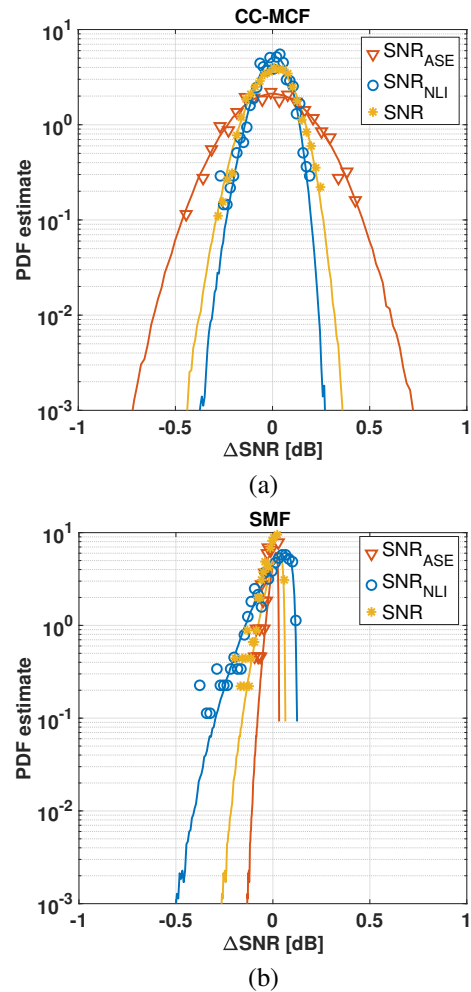 CC-MCF
PDF estimate
10¹
10⁰
10⁻¹
10⁻²
10⁻³
SNR_ASE
SNR_NLI
SNR
-1 -0.5 0 0.5 1
ΔSNR [dB]
(a)
SMF
PDF estimate
10¹
10⁰
10⁻¹
10⁻²
10⁻³
SNR_ASE
SNR_NLI
SNR
-1 -0.5 0 0.5 1
ΔSNR [dB]
(b)